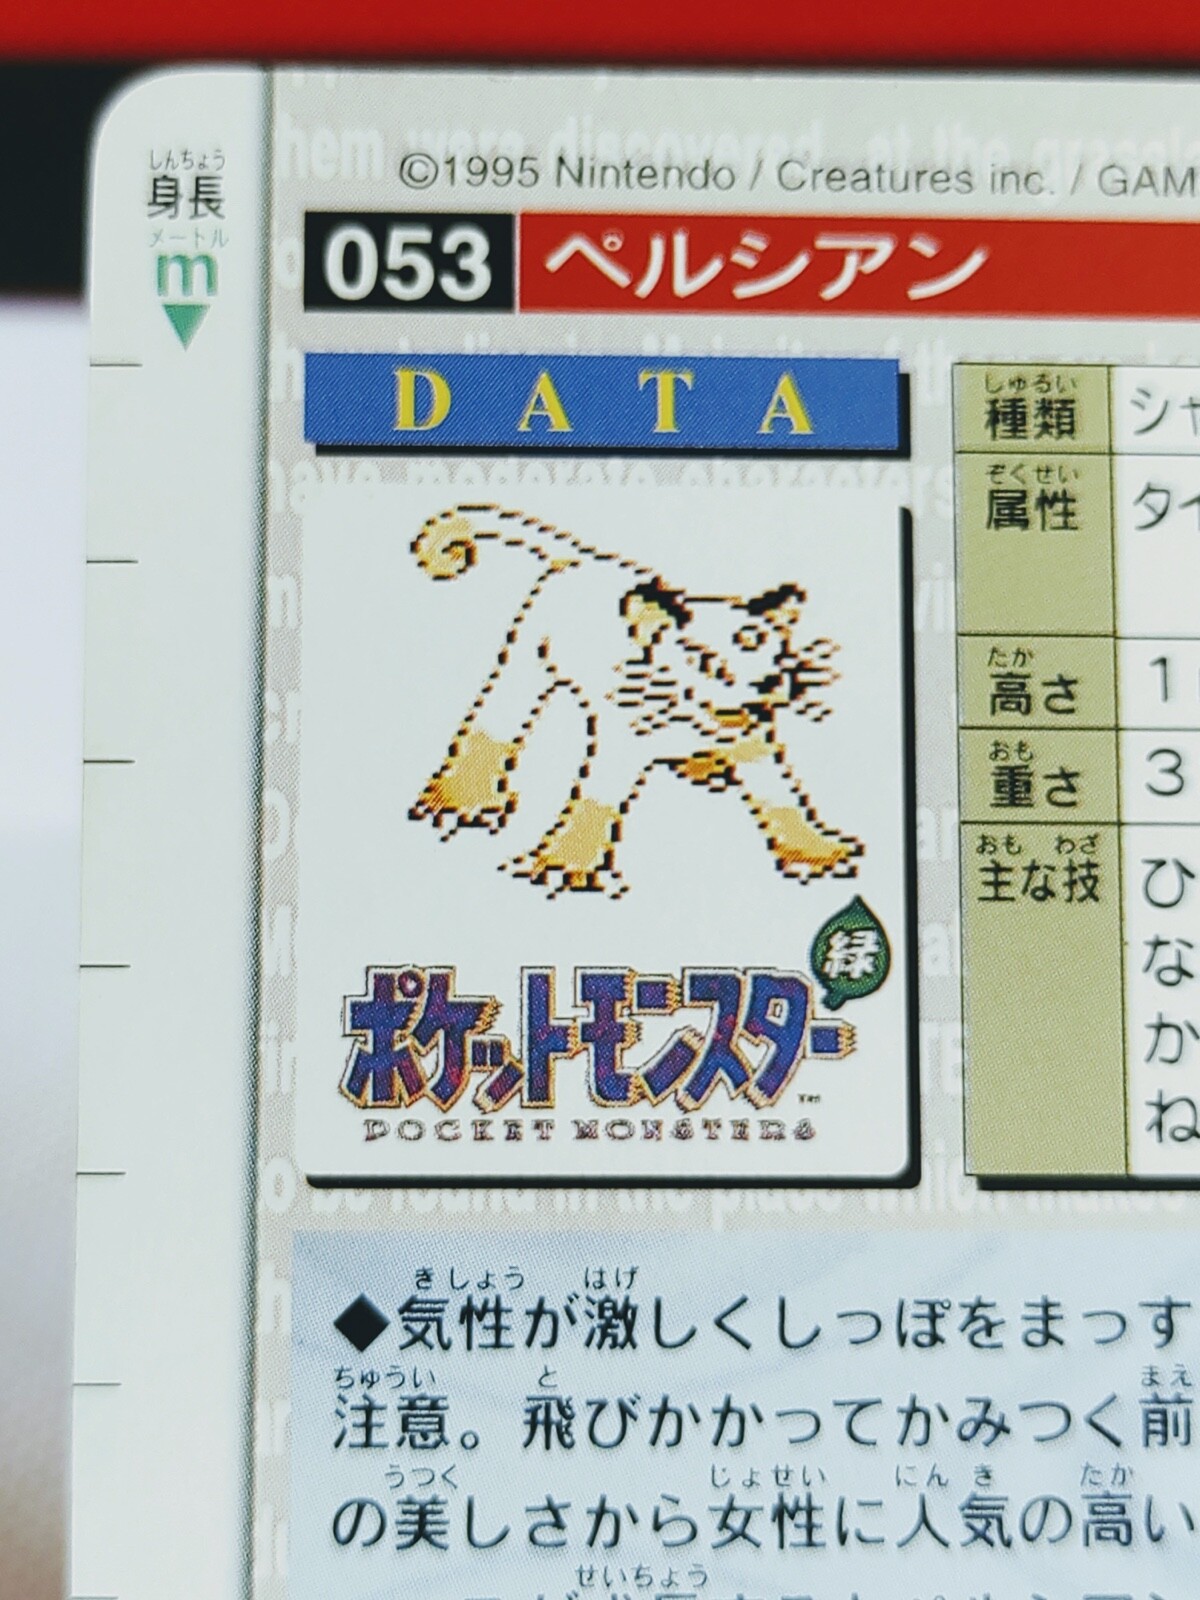 しんちょう
身長
メートル
m
©1995 Nintendo / Creatures inc. / GAM
053 ペルシアン
DATA
しゅるい
種類 シャ
ぞくせい
属性 タイ
たか
高さ 1
おも
重さ 3
おも わざ
主な技 ひ
な
か
ね
緑
ポケットモンスター
POCKET MONSTERS
きしょう はげ
◆気性が激しくしっぽをまっす
ちゅうい と まえ
注意。飛びかかってかみつく前
うつく じょせい にんき たか
の美しさから女性に人気の高い
せいちょう